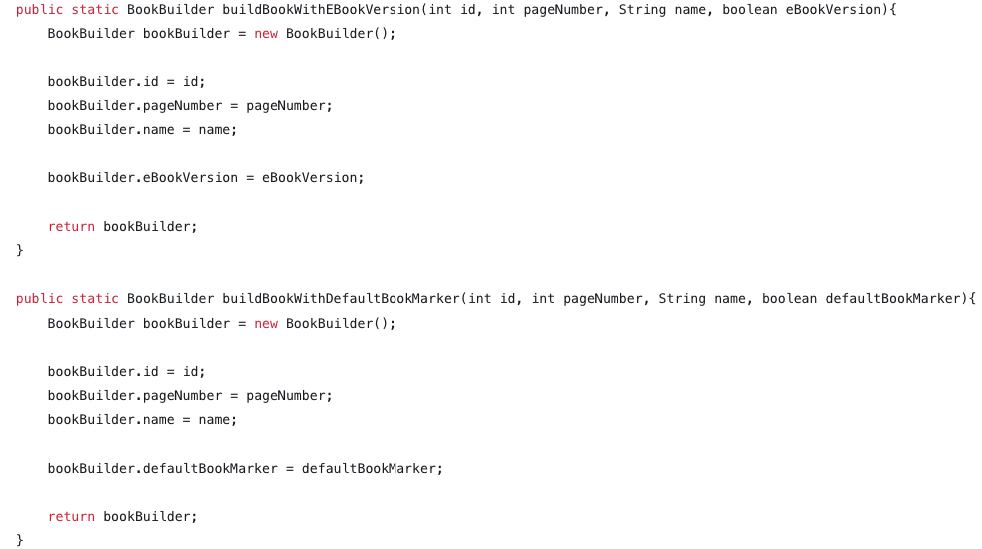 public static BookBuilder buildBookWithEBookVersion(int id, int pageNumber, String name, boolean eBookVersion){
    BookBuilder bookBuilder = new BookBuilder();

    bookBuilder.id = id;
    bookBuilder.pageNumber = pageNumber;
    bookBuilder.name = name;

    bookBuilder.eBookVersion = eBookVersion;

    return bookBuilder;
}

public static BookBuilder buildBookWithDefaultBookMarker(int id, int pageNumber, String name, boolean defaultBookMarker){
    BookBuilder bookBuilder = new BookBuilder();

    bookBuilder.id = id;
    bookBuilder.pageNumber = pageNumber;
    bookBuilder.name = name;

    bookBuilder.defaultBookMarker = defaultBookMarker;

    return bookBuilder;
}